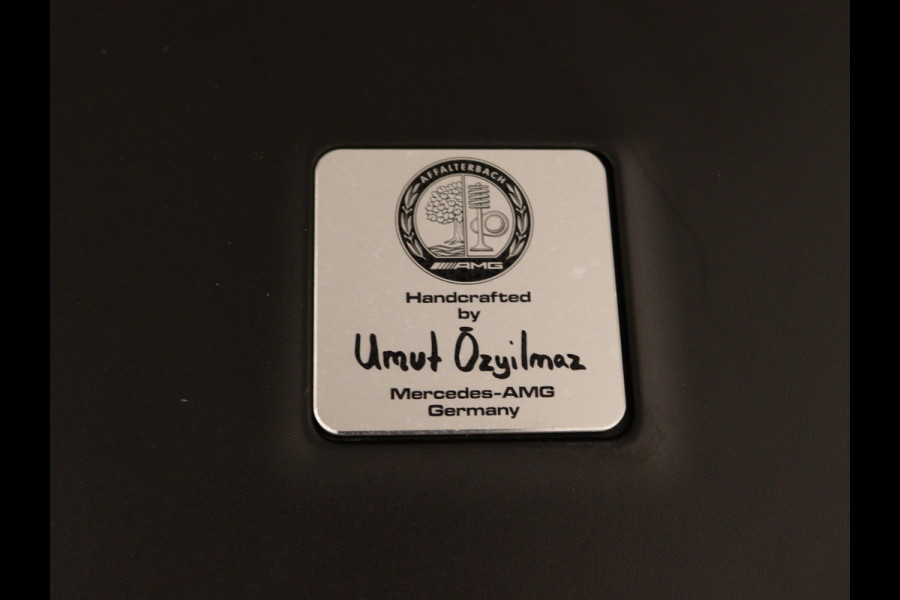 AFFALTERBACH
AMG
Handcrafted
by
Umut Özyilmaz
Mercedes-AMG
Germany